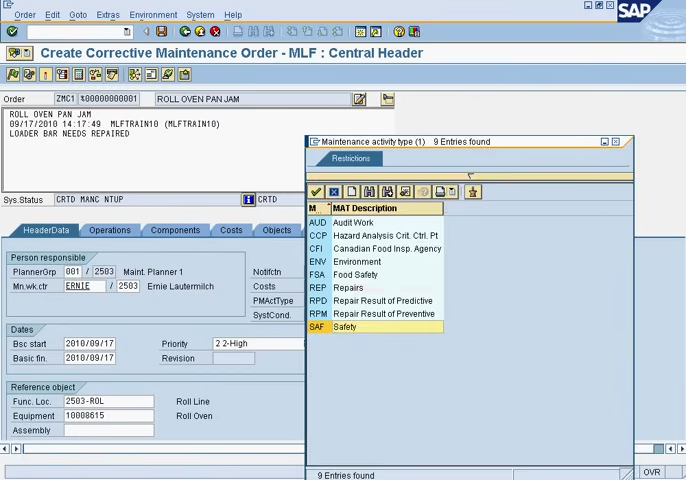 Order Edit Goto Extras Environment System Help
SAP
Create Corrective Maintenance Order - MLF : Central Header
Order ZMC1 %00000000001 ROLL OVEN PAN JAM
ROLL OVEN PAN JAM
09/17/2010 14:17:49 MLFTRAIN10 (MLFTRAIN10)
LOADER BAR NEEDS REPAIRED
Sys.Status CRTD MANC NTUP CRTD
HeaderData Operations Components Costs Objects
Person responsible
PlannerGrp 001 / 2503 Maint. Planner 1 Notifctn
Mn.wk.ctr ERNIE / 2503 Ernie Lautermilch Costs
PMActType
SystCond.
Dates
Bsc start 2010/09/17 Priority 2 2-High
Basic fin. 2010/09/17 Revision
Reference object
Func. Loc. 2503-ROL Roll Line
Equipment 10008615 Roll Oven
Assembly
Maintenance activity type (1) 9 Entries found
Restrictions
M... MAT Description
AUD Audit Work
CCP Hazard Analysis Crit. Ctrl. Pt
CFI Canadian Food Insp. Agency
ENV Environment
FSA Food Safety
REP Repairs
RPD Repair Result of Predictive
RPM Repair Result of Preventive
SAF Safety
9 Entries found
OVR